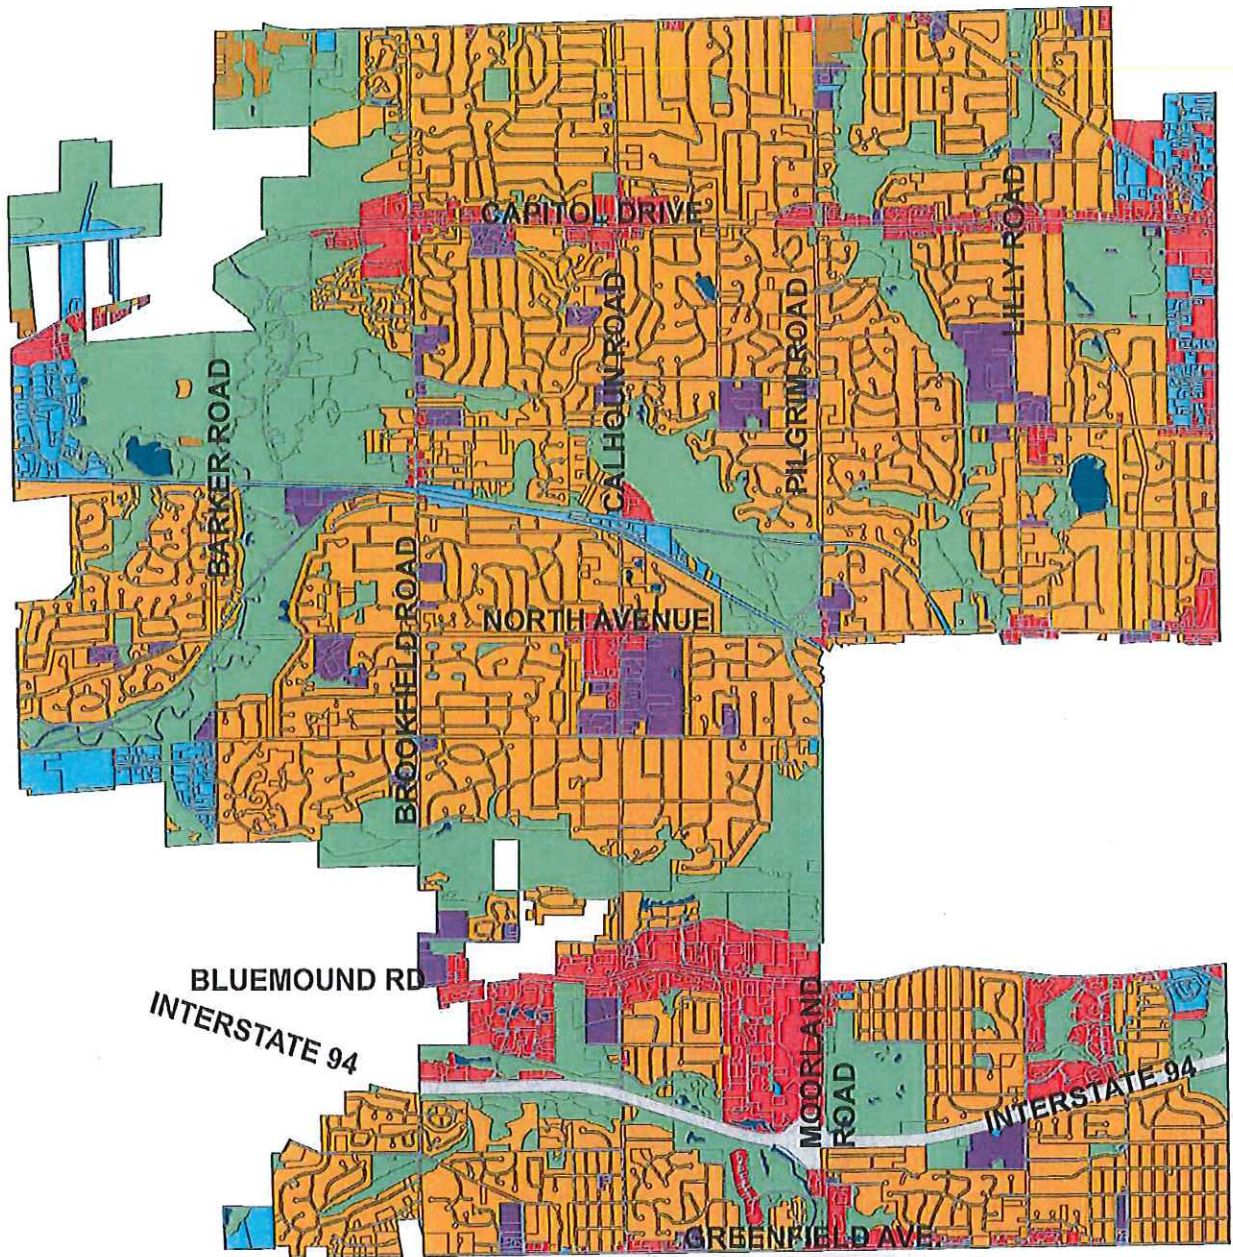 CAPITOL DRIVE
LILLY ROAD
CALHOUN ROAD
PILGRIM ROAD
BARKER ROAD
BROOKFIELD ROAD
NORTH AVENUE
BLUEMOUND RD
INTERSTATE 94
MOORLAND
ROAD
INTERSTATE 94
GREENFIELD AVE.